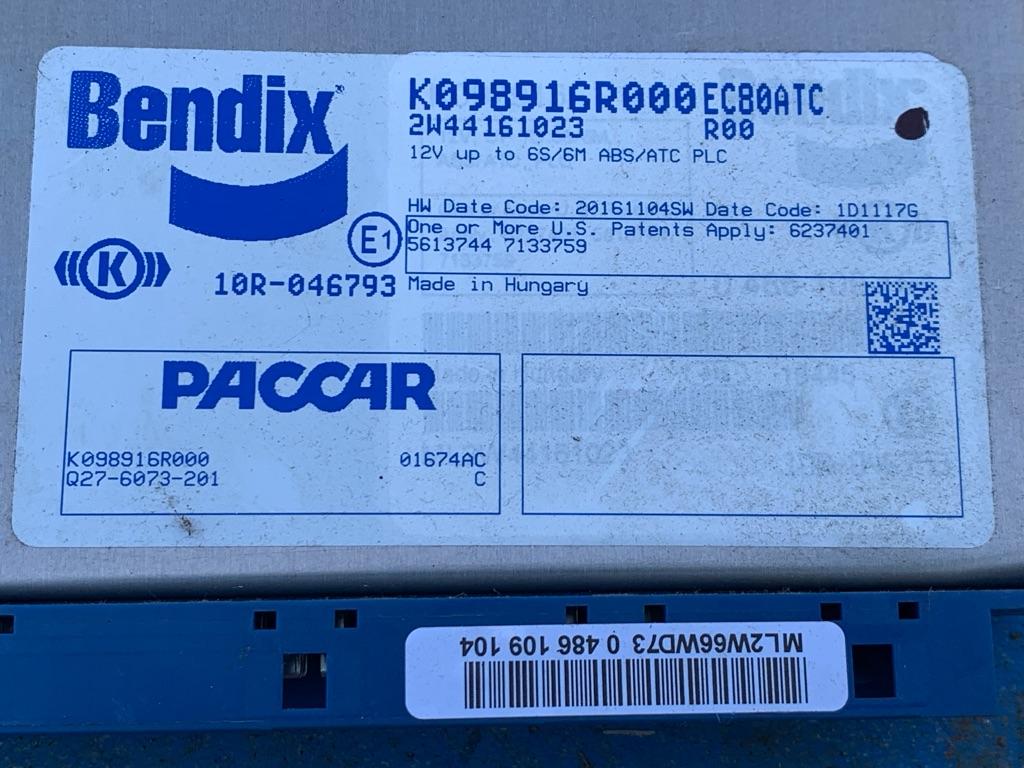 Bendix
K098916R000 EC80ATC
2W44161023 R00
12V up to 6S/6M ABS/ATC PLC
HW Date Code: 20161104SW Date Code: 1D1117G
One or More U.S. Patents Apply: 6237401
5613744 7133759
E1
K
10R-046793
Made in Hungary
PACCAR
K098916R000 01674AC
Q27-6073-201 C
ML2W66WD73 0 486 109 104